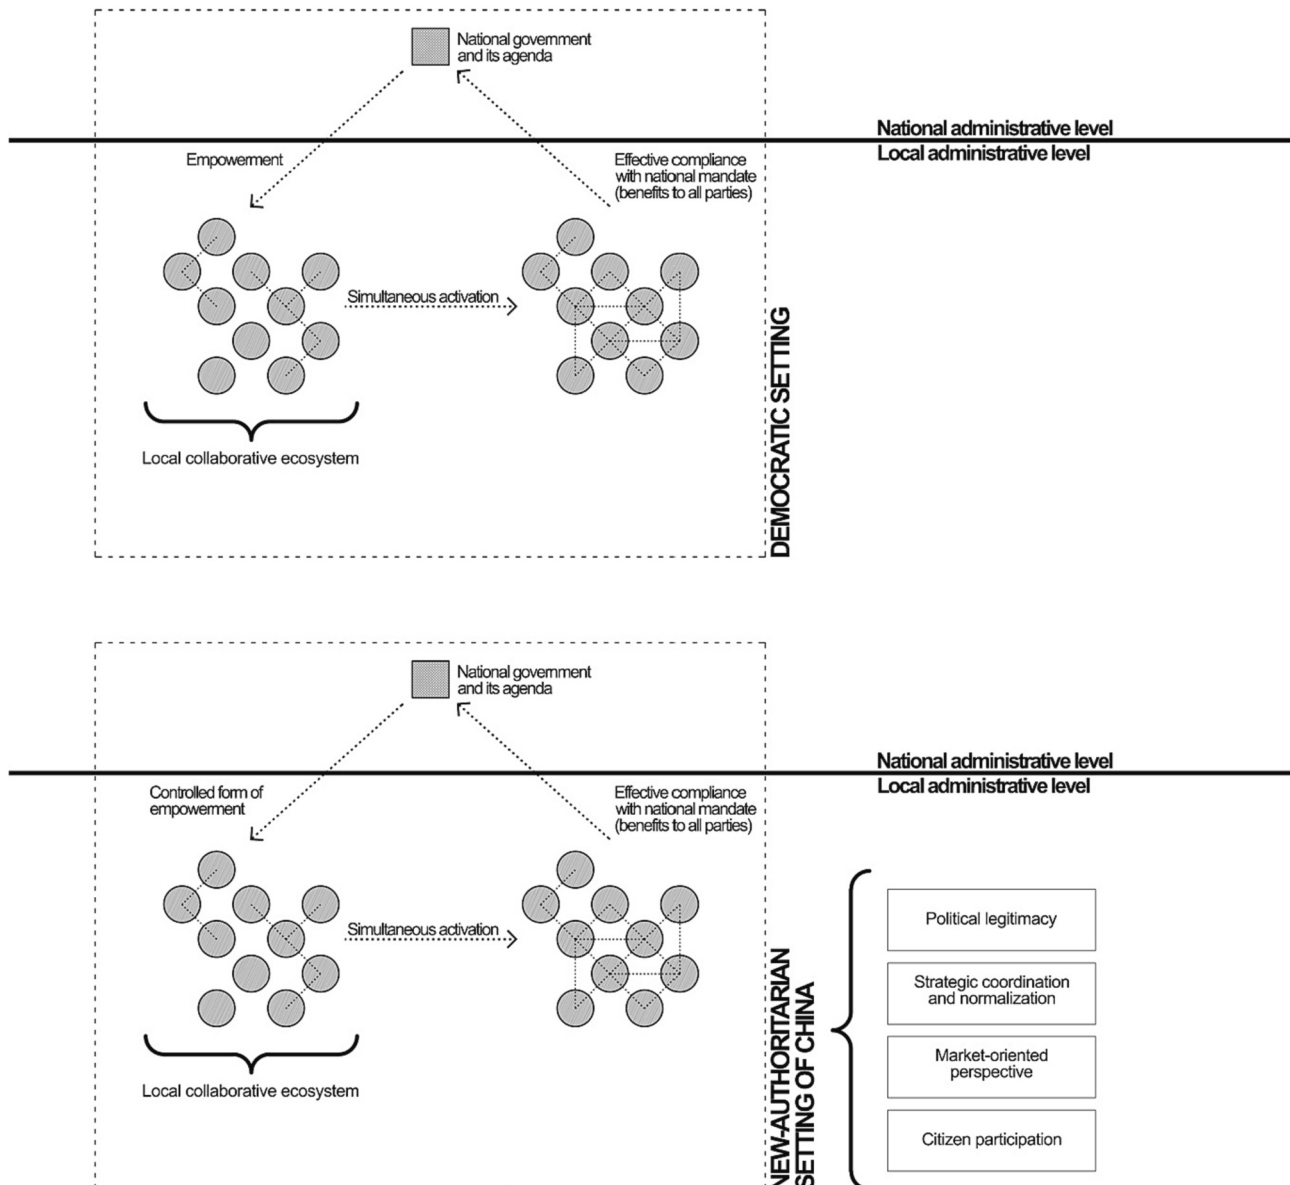 National government
and its agenda
National administrative level
Local administrative level
Empowerment
Effective compliance
with national mandate
(benefits to all parties)
Simultaneous activation
Local collaborative ecosystem
DEMOCRATIC SETTING
National government
and its agenda
National administrative level
Local administrative level
Controlled form of
empowerment
Effective compliance
with national mandate
(benefits to all parties)
Simultaneous activation
Local collaborative ecosystem
NEW-AUTHORITARIAN
SETTING OF CHINA
Political legitimacy
Strategic coordination
and normalization
Market-oriented
perspective
Citizen participation